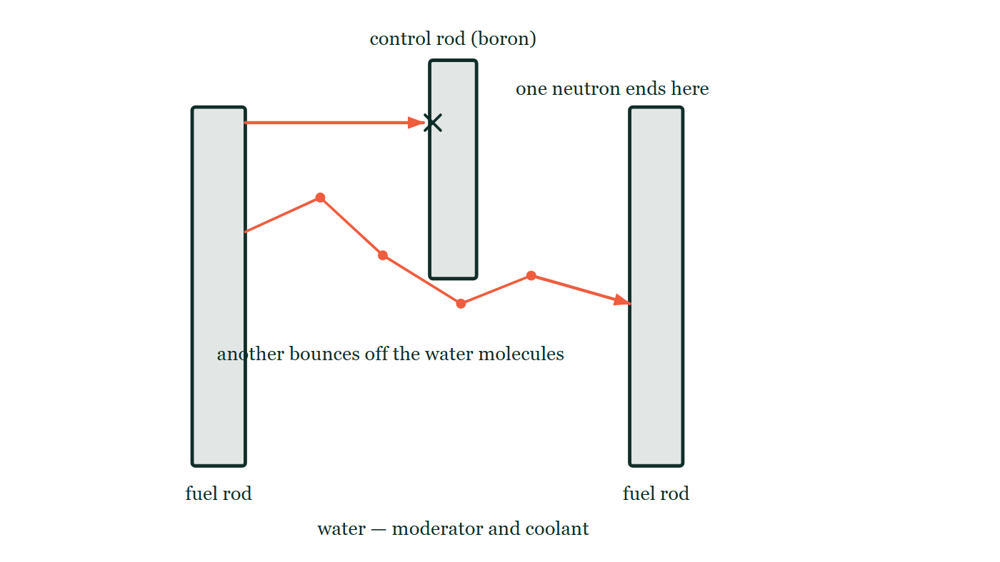 control rod (boron)
one neutron ends here
another bounces off the water molecules
fuel rod
fuel rod
water — moderator and coolant